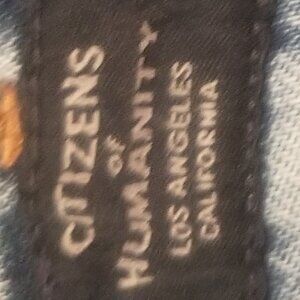 CITIZENS
OF
HUMANITY
LOS ANGELES
CALIFORNIA